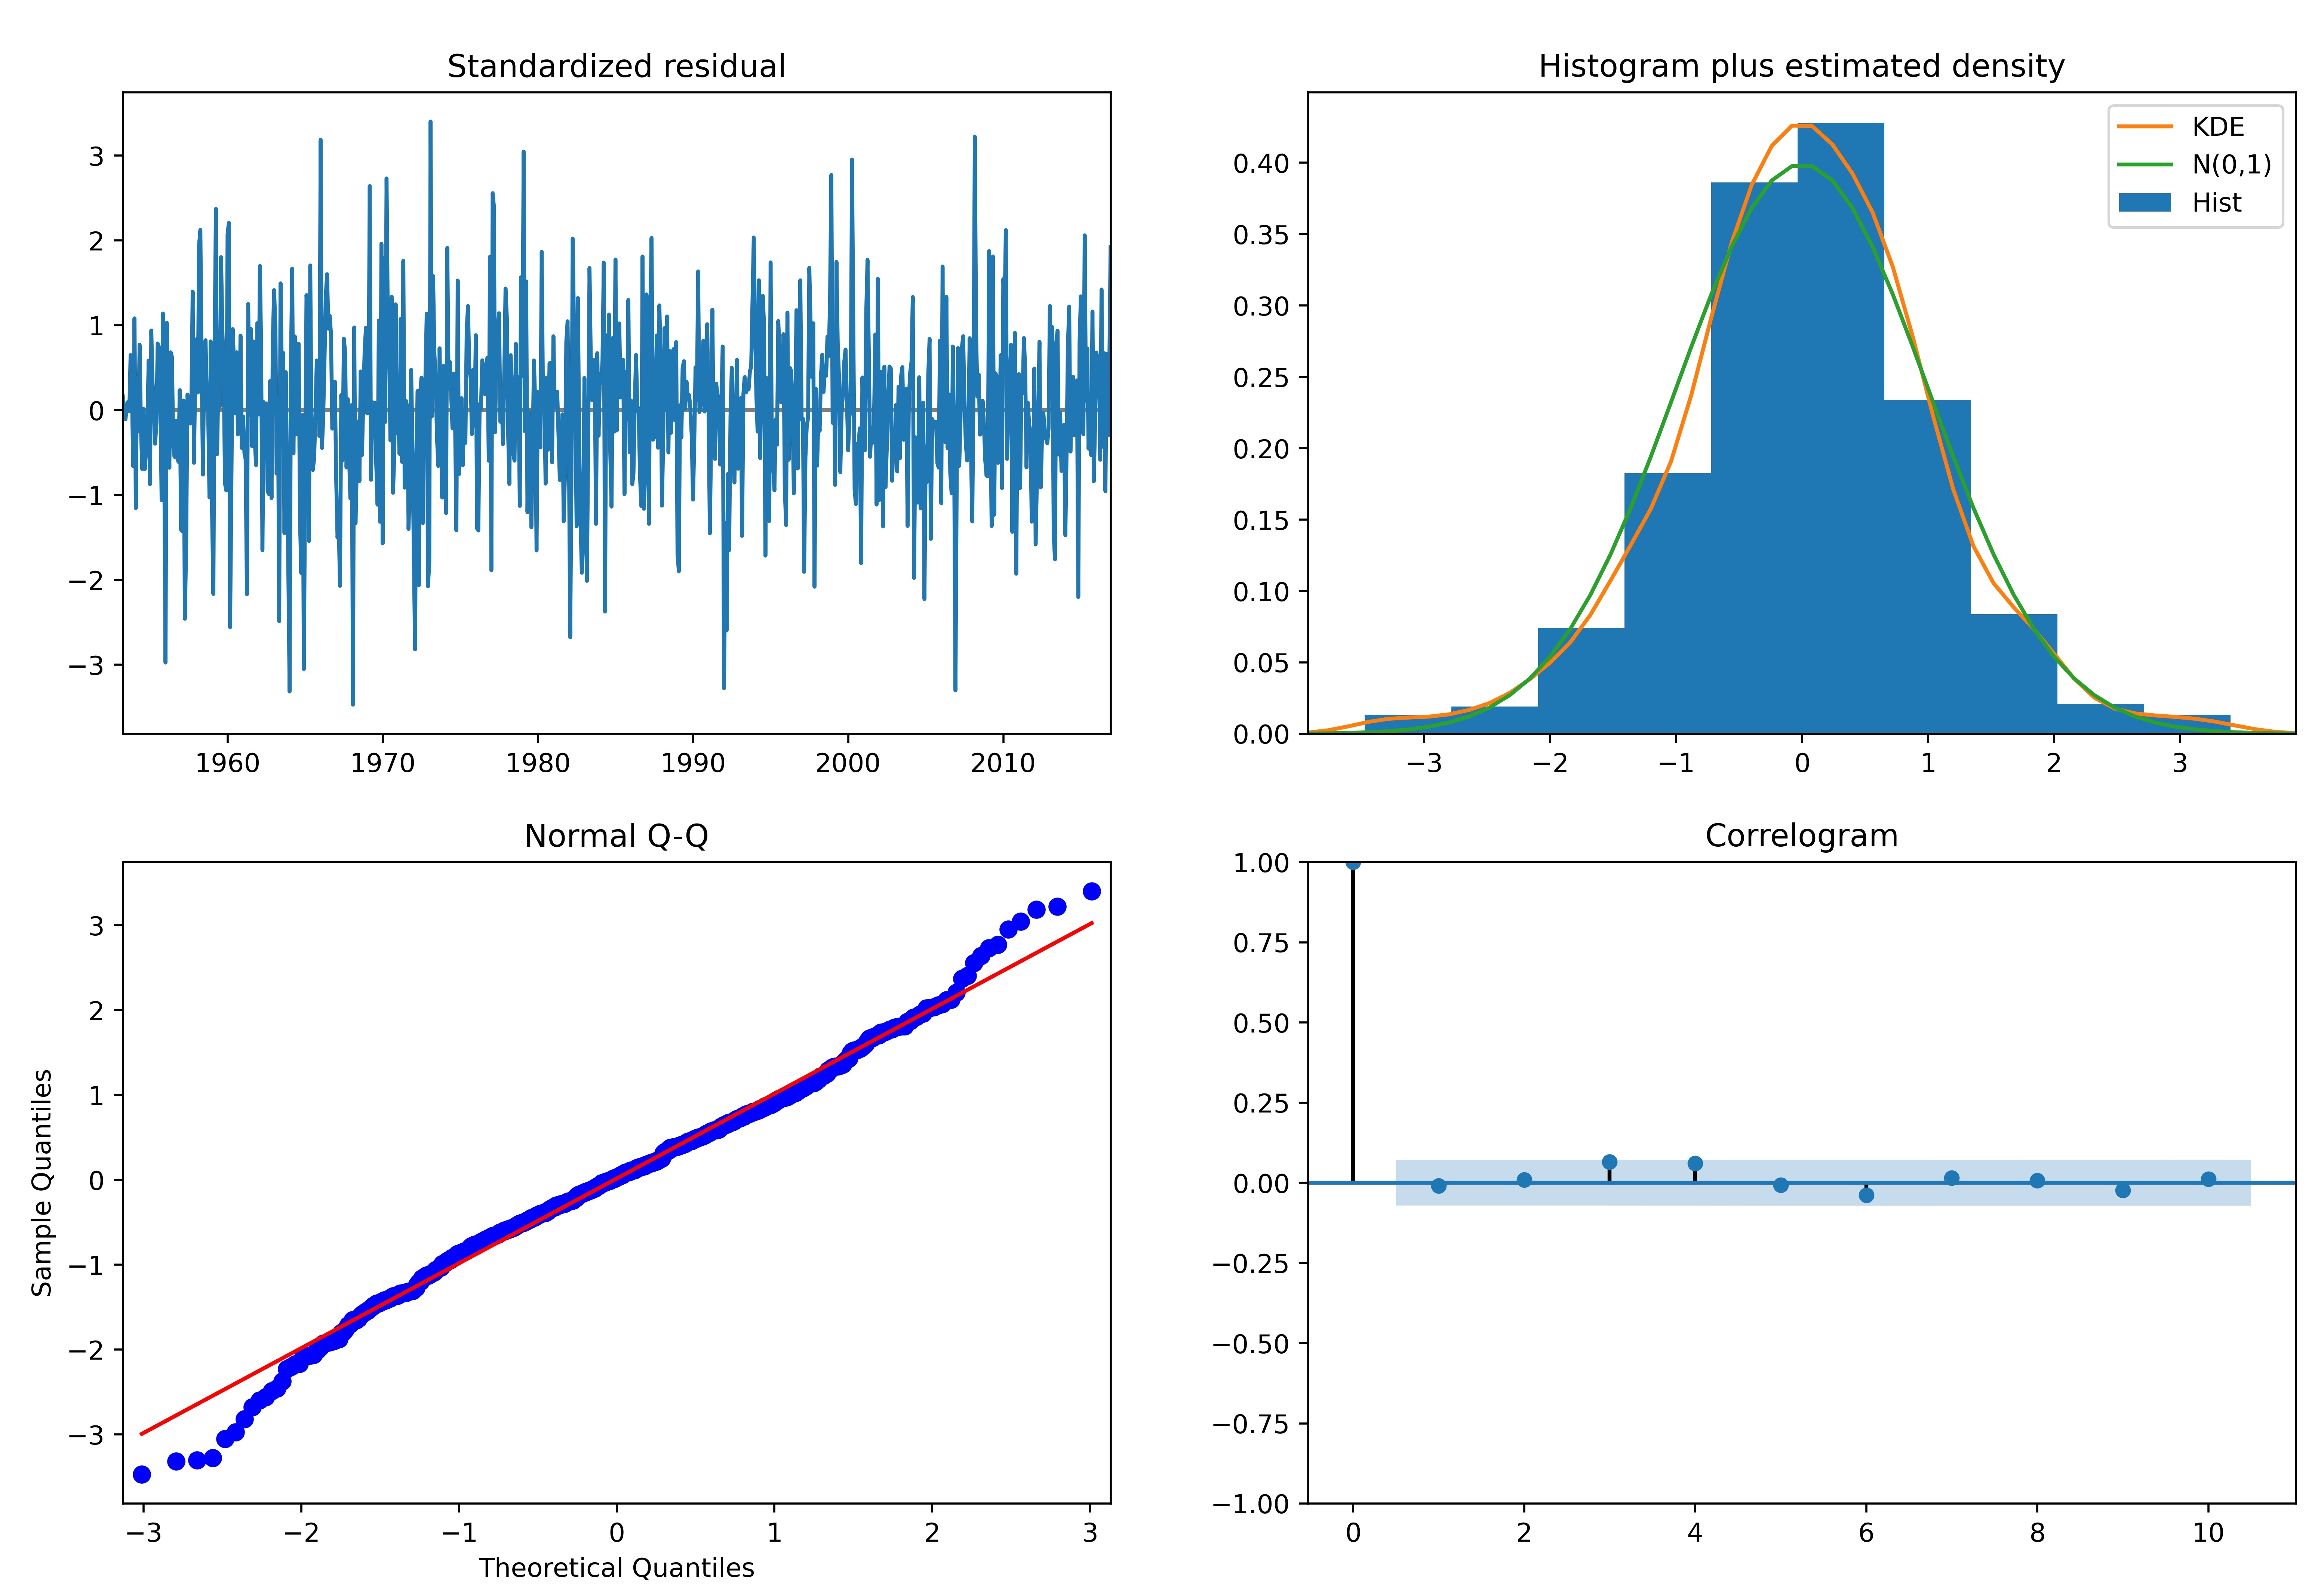 Standardized residual
3
2
1
0
−1
−2
−3
1960 1970 1980 1990 2000 2010
Histogram plus estimated density
KDE
N(0,1)
Hist
0.40
0.35
0.30
0.25
0.20
0.15
0.10
0.05
0.00
−3 −2 −1 0 1 2 3
Normal Q-Q
Sample Quantiles
3
2
1
0
−1
−2
−3
−3 −2 −1 0 1 2 3
Theoretical Quantiles
Correlogram
1.00
0.75
0.50
0.25
0.00
−0.25
−0.50
−0.75
−1.00
0 2 4 6 8 10